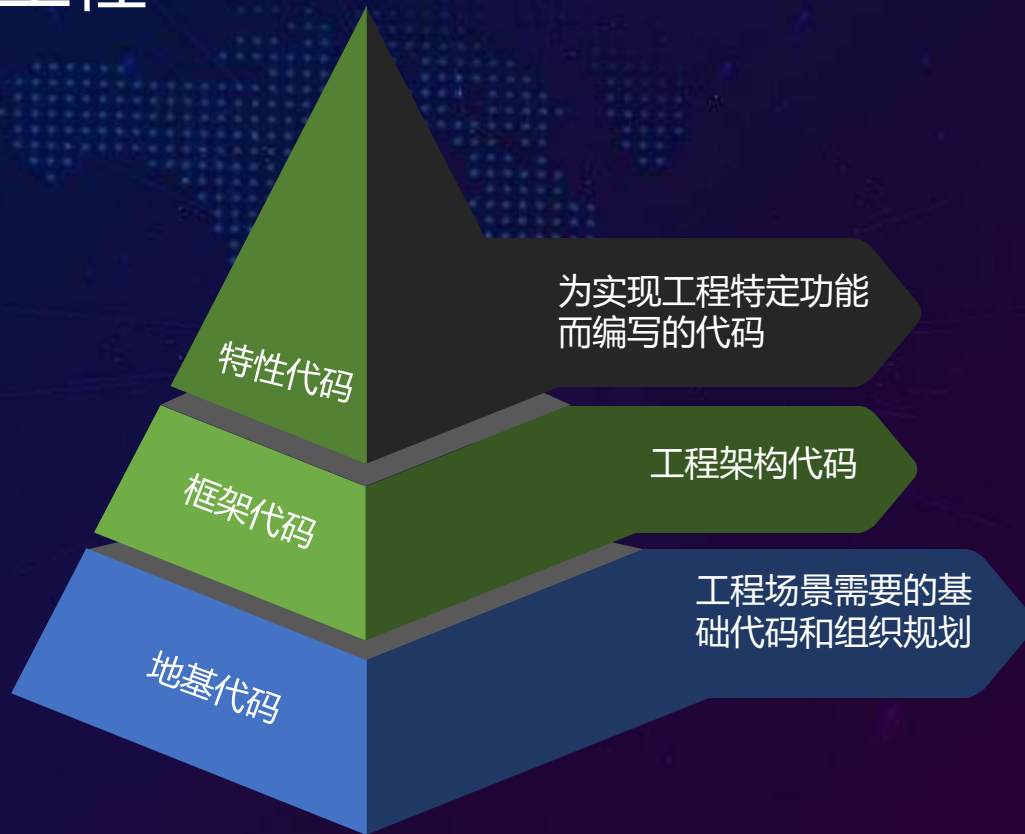 特性代码
为实现工程特定功能
而编写的代码
框架代码
工程架构代码
地基代码
工程场景需要的基
础代码和组织规划